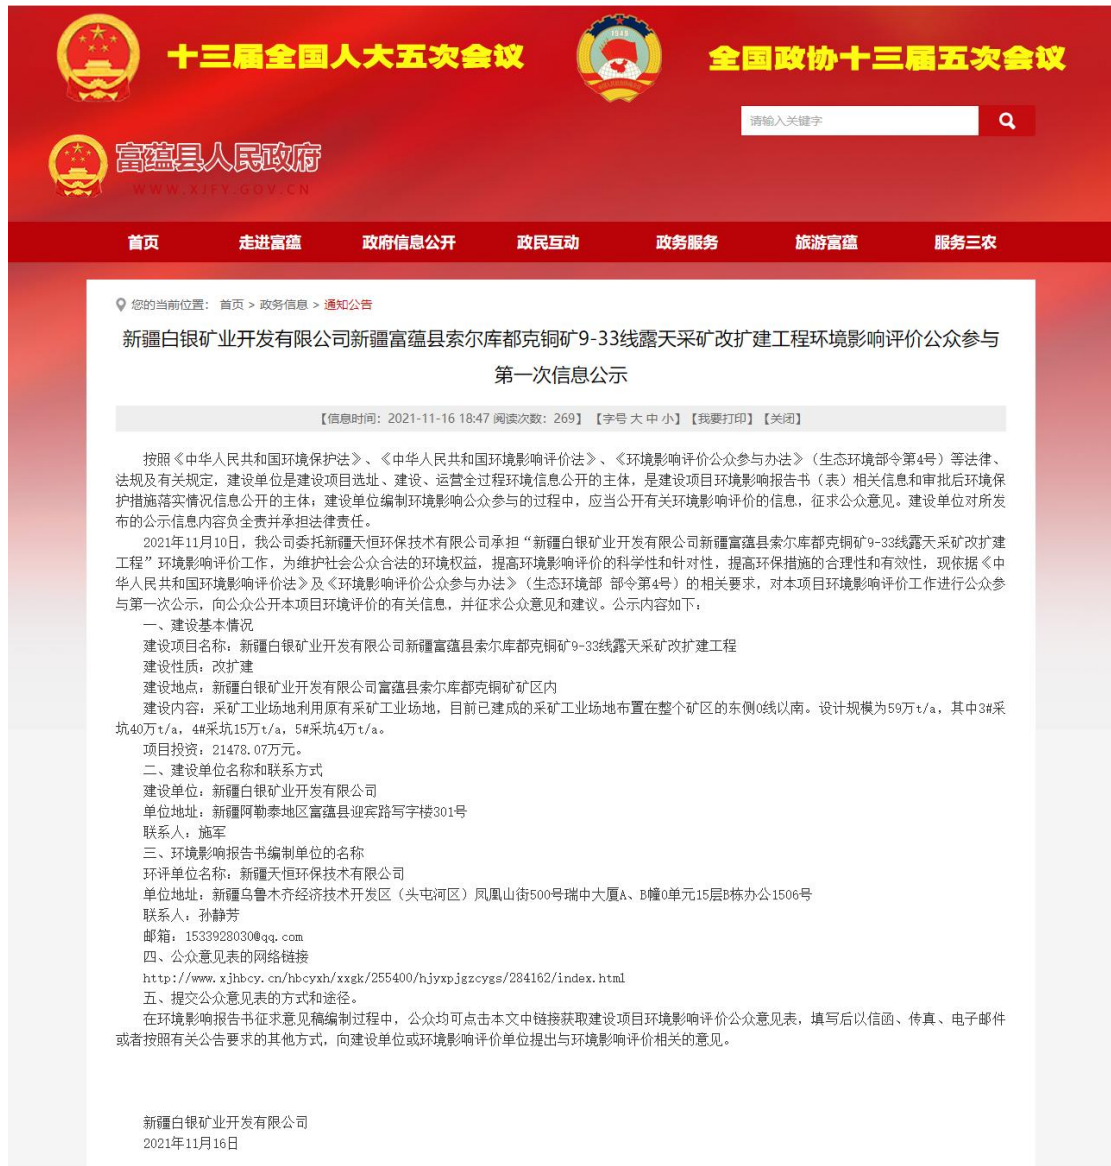 十三届全国人大五次会议
1949
全国政协十三届五次会议
请输入关键字
富蕴县人民政府
WWW.XJFY.GOV.CN
首页 走进富蕴 政府信息公开 政民互动 政务服务 旅游富蕴 服务三农
您的当前位置： 首页 > 政务信息 > 通知公告
新疆白银矿业开发有限公司新疆富蕴县索尔库都克铜矿9-33线露天采矿改扩建工程环境影响评价公众参与
第一次信息公示
【信息时间：2021-11-16 18:47 阅读次数：269】 【字号 大 中 小】【我要打印】【关闭】
按照《中华人民共和国环境保护法》、《中华人民共和国环境影响评价法》、《环境影响评价公众参与办法》（生态环境部令第4号）等法律、
法规及有关规定，建设单位是建设项目选址、建设、运营全过程环境信息公开的主体，是建设项目环境影响报告书（表）相关信息和审批后环境保
护措施落实情况信息公开的主体；建设单位编制环境影响公众参与的过程中，应当公开有关环境影响评价的信息，征求公众意见。建设单位对所发
布的公示信息内容负全责并承担法律责任。
2021年11月10日，我公司委托新疆天恒环保技术有限公司承担“新疆白银矿业开发有限公司新疆富蕴县索尔库都克铜矿9-33线露天采矿改扩建
工程”环境影响评价工作，为维护社会公众合法的环境权益，提高环境影响评价的科学性和针对性，提高环保措施的合理性和有效性，现依据《中
华人民共和国环境影响评价法》及《环境影响评价公众参与办法》（生态环境部 部令第4号）的相关要求，对本项目环境影响评价工作进行公众参
与第一次公示，向公众公开本项目环境评价的有关信息，并征求公众意见和建议。公示内容如下：
一、建设基本情况
建设项目名称：新疆白银矿业开发有限公司新疆富蕴县索尔库都克铜矿9-33线露天采矿改扩建工程
建设性质：改扩建
建设地点：新疆白银矿业开发有限公司富蕴县索尔库都克铜矿矿区内
建设内容：采矿工业场地利用原有采矿工业场地，目前已建成的采矿工业场地布置在整个矿区的东侧0线以南。设计规模为59万t/a，其中3#采
坑40万t/a，4#采坑15万t/a，5#采坑4万t/a。
项目投资：21478.07万元。
二、建设单位名称和联系方式
建设单位：新疆白银矿业开发有限公司
单位地址：新疆阿勒泰地区富蕴县迎宾路写字楼301号
联系人：施军
三、环境影响报告书编制单位的名称
环评单位名称：新疆天恒环保技术有限公司
单位地址：新疆乌鲁木齐经济技术开发区（头屯河区）凤凰山街500号瑞中大厦A、B幢0单元15层B栋办公1506号
联系人：孙静芳
邮箱：1533928030@qq.com
四、公众意见表的网络链接
http://www.xjhbcy.cn/hbcyxh/xxgk/255400/hjyxpjgzcygs/284162/index.html
五、提交公众意见表的方式和途径。
在环境影响报告书征求意见稿编制过程中，公众均可点击本文中链接获取建设项目环境影响评价公众意见表，填写后以信函、传真、电子邮件
或者按照有关公告要求的其他方式，向建设单位或环境影响评价单位提出与环境影响评价相关的意见。
新疆白银矿业开发有限公司
2021年11月16日